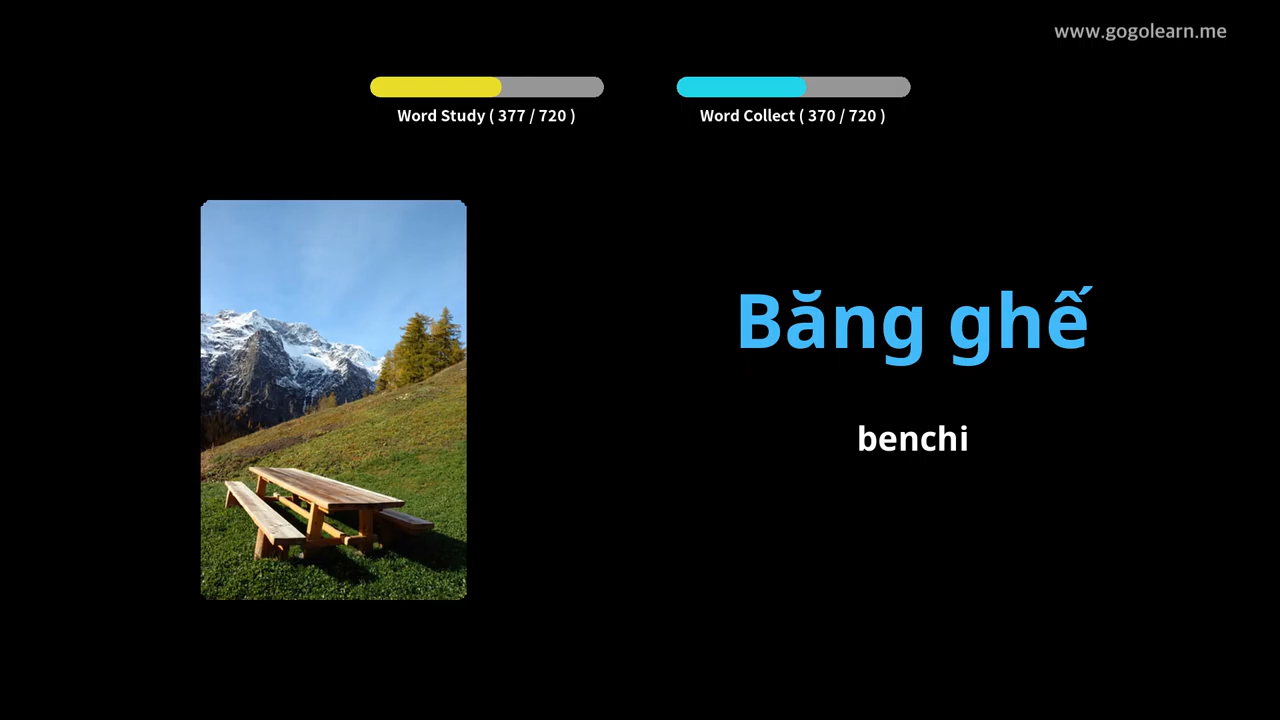 www.gogolearn.me
Word Study ( 377 / 720 )
Word Collect ( 370 / 720 )
Băng ghế
benchi